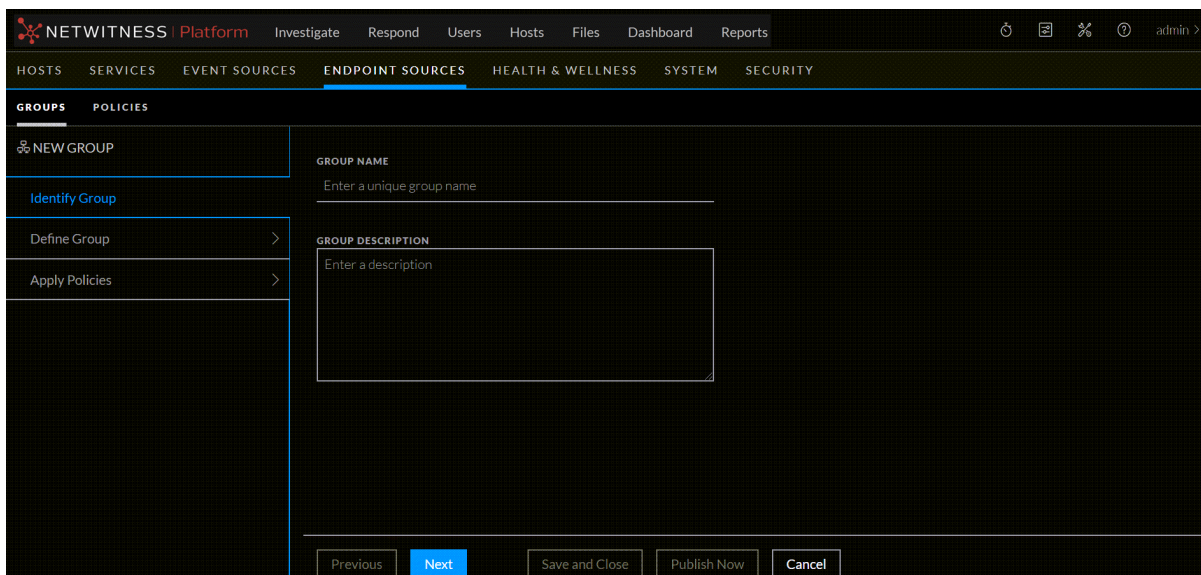 NETWITNESS | Platform Investigate Respond Users Hosts Files Dashboard Reports admin >
HOSTS SERVICES EVENT SOURCES ENDPOINT SOURCES HEALTH & WELLNESS SYSTEM SECURITY
GROUPS POLICIES
NEW GROUP
Identify Group
Define Group
Apply Policies
GROUP NAME
Enter a unique group name
GROUP DESCRIPTION
Enter a description
Previous Next Save and Close Publish Now Cancel